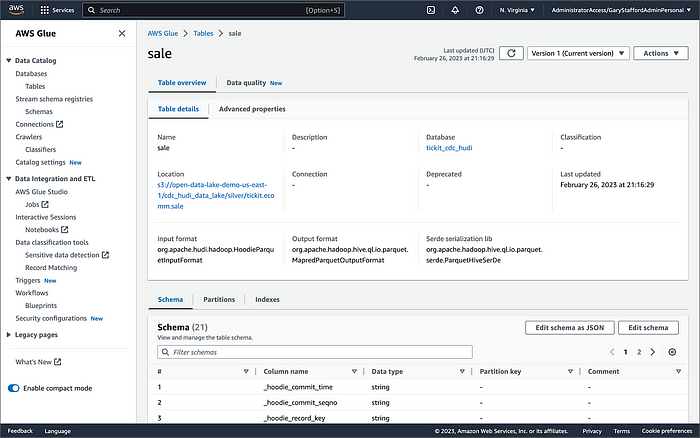 aws
Services
Search
[Option+S]
N. Virginia
AdministratorAccess/GaryStaffordAdminPersonal
AWS Glue
Data Catalog
Databases
Tables
Stream schema registries
Schemas
Connections
Crawlers
Classifiers
Catalog settings New
Data Integration and ETL
AWS Glue Studio
Jobs
Interactive Sessions
Notebooks
Data classification tools
Sensitive data detection
Record Matching
Triggers New
Workflows
Blueprints
Security configurations New
Legacy pages
What's New
Enable compact mode
AWS Glue > Tables > sale
sale
Last updated (UTC)
February 26, 2023 at 21:16:29
Version 1 (Current version)
Actions
Table overview
Data quality New
Table details
Advanced properties
Name
sale
Description
-
Database
tickit_cdc_hudi
Classification
-
Location
s3://open-data-lake-demo-us-east-
1/cdc_hudi_data_lake/silver/tickit.ec
omm.sale
Connection
-
Deprecated
-
Last updated
February 26, 2023 at 21:16:29
Input format
org.apache.hudi.hadoop.HoodieParqu
etInputFormat
Output format
org.apache.hadoop.hive.ql.io.parquet.
MapredParquetOutputFormat
Serde serialization lib
org.apache.hadoop.hive.ql.io.parquet.
serde.ParquetHiveSerDe
Schema
Partitions
Indexes
Schema (21)
View and manage the table schema.
Edit schema as JSON
Edit schema
Filter schemas
1 2
# Column name Data type Partition key Comment
1 _hoodie_commit_time string - -
2 _hoodie_commit_seqno string - -
3 _hoodie_record_key string - -
Feedback
Language
© 2023, Amazon Web Services, Inc. or its affiliates.
Privacy
Terms
Cookie preferences